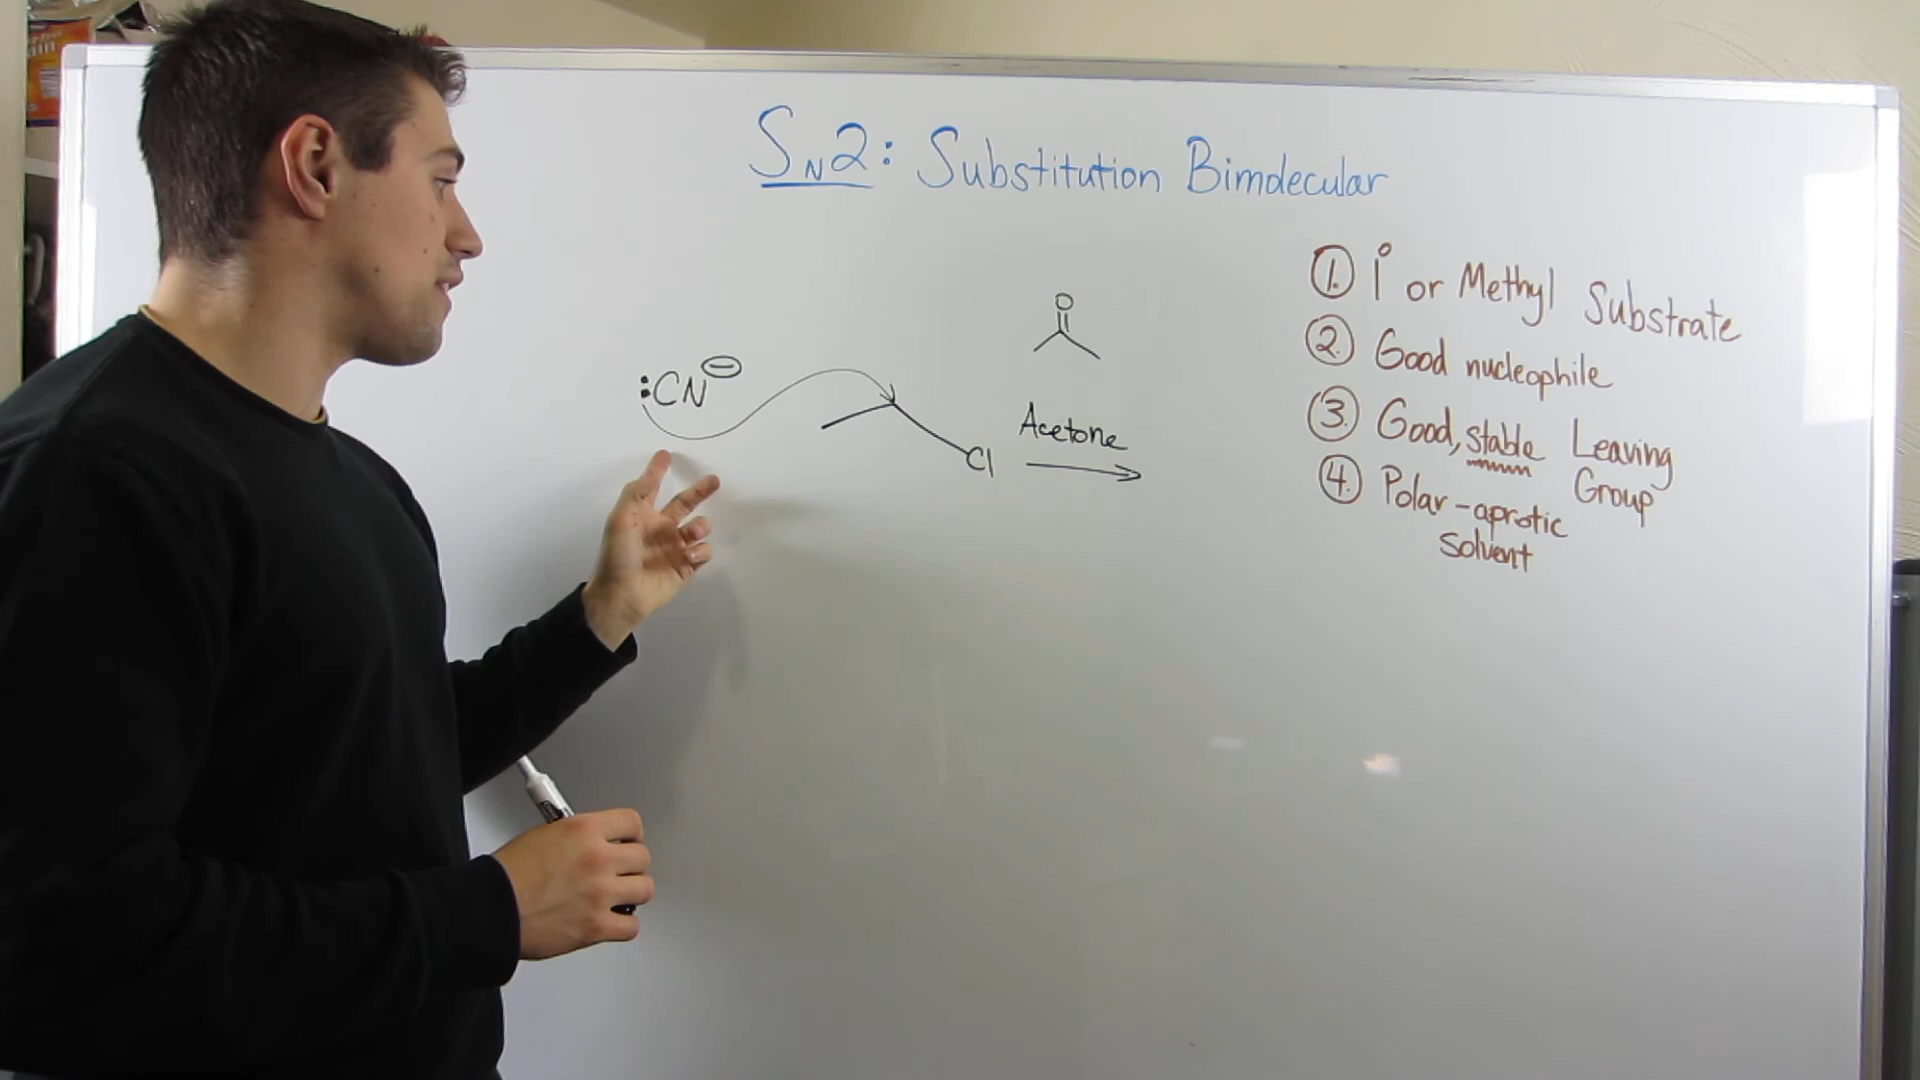 SN2: Substitution Bimolecular
1. 1° or Methyl Substrate
2. Good nucleophile
3. Good, stable Leaving
Group
4. Polar-aprotic
Solvent
O
:CN⊖
Cl
Acetone